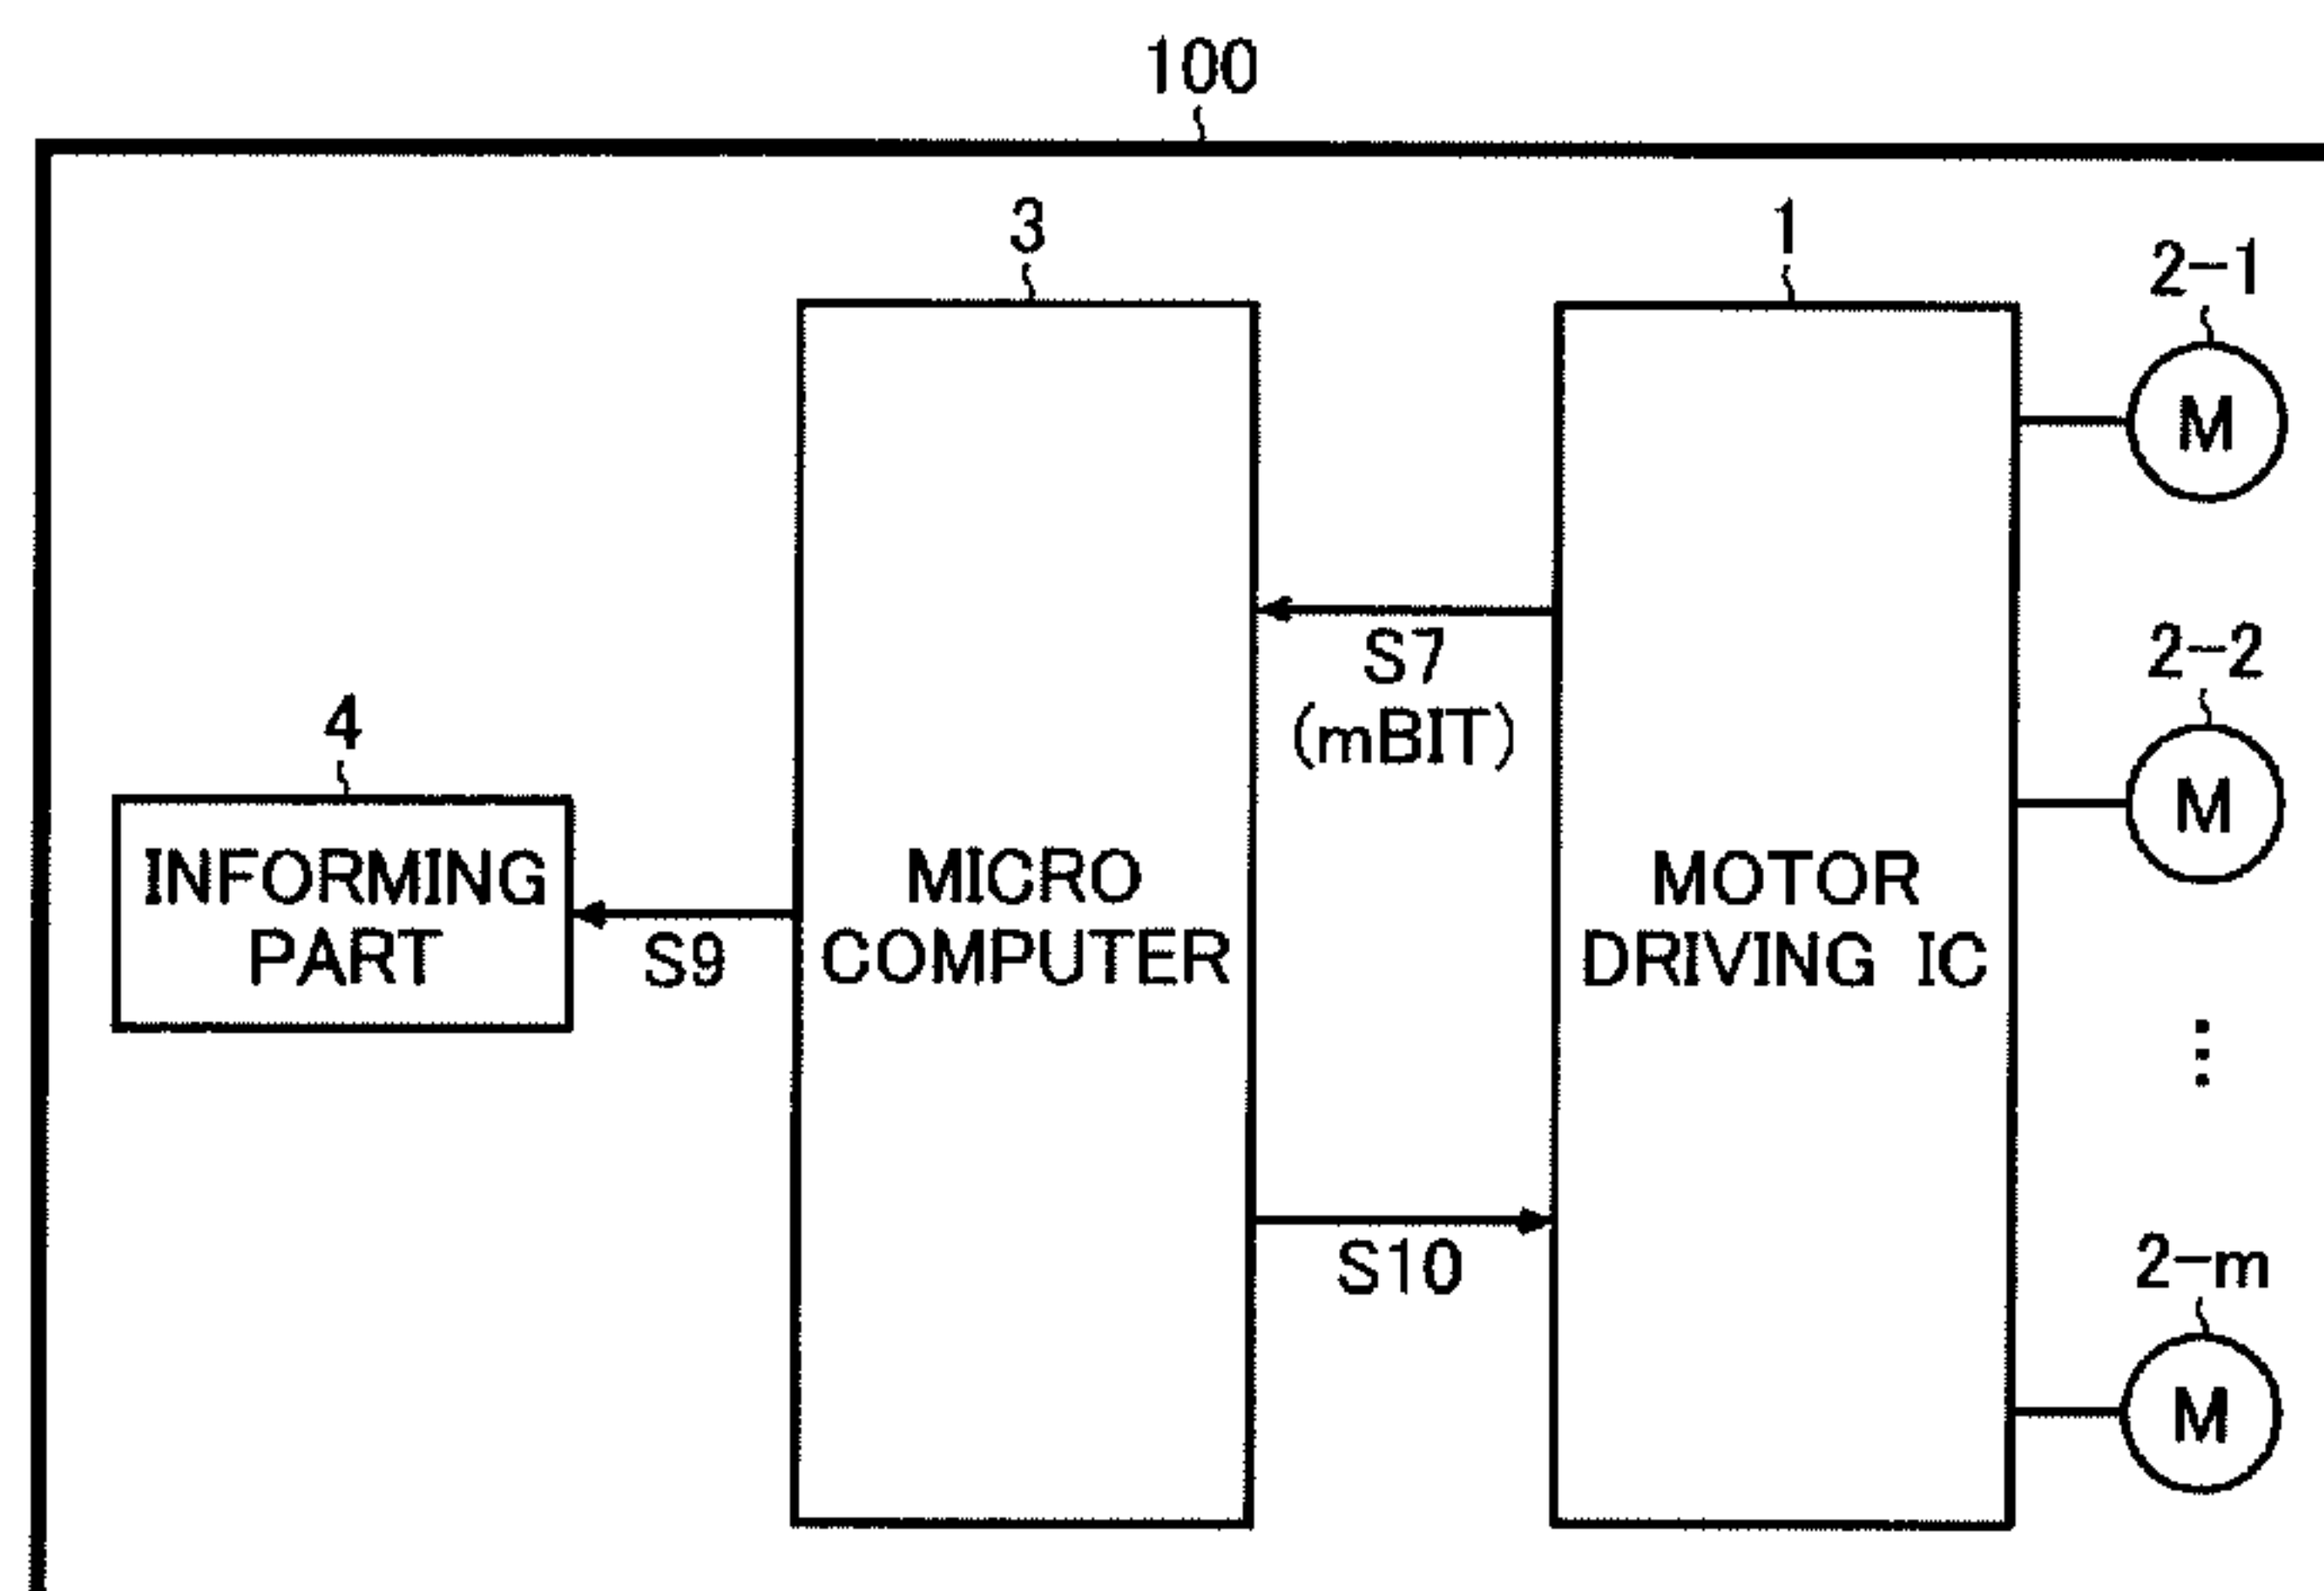 100
3
1
2-1
M
S7
(mBIT)
2-2
M
4
INFORMING
PART
S9
MICRO
COMPUTER
MOTOR
DRIVING IC
S10
2-m
M